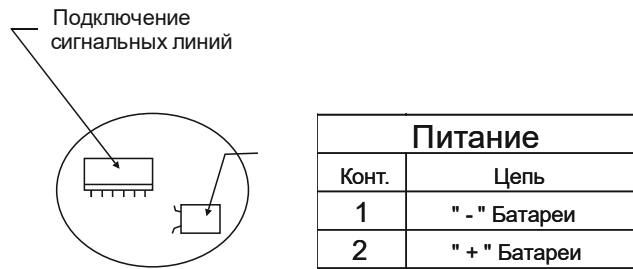 Подключение
сигнальных линий
Питание
Конт. Цепь
1 " - " Батареи
2 " + " Батареи